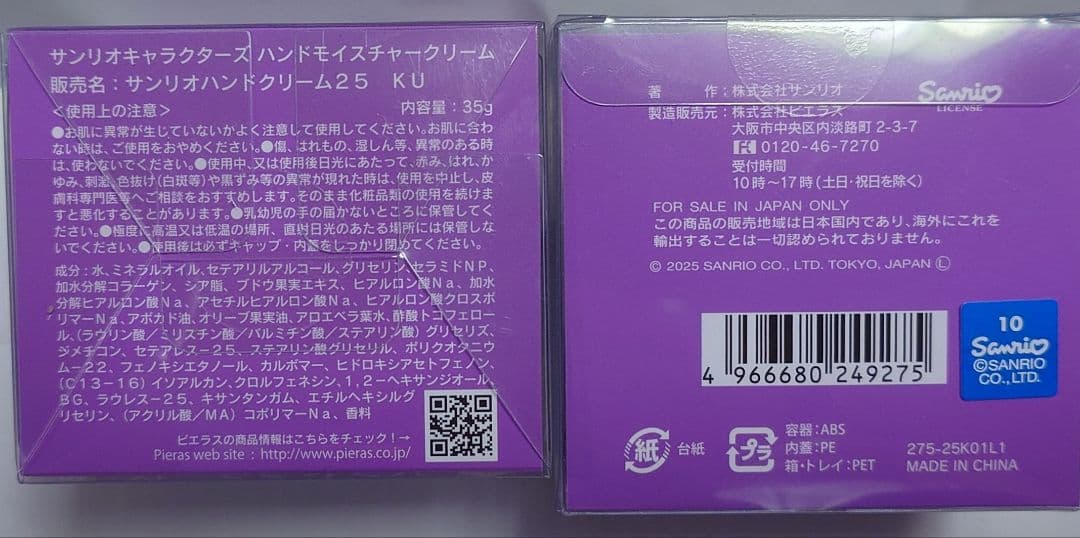 サンリオキャラクターズ ハンドモイスチャークリーム
販売名：サンリオハンドクリーム25 KU
＜使用上の注意＞ 内容量：35g
●お肌に異常が生じていないかよく注意して使用してください。お肌に合わ
ない時は、ご使用をおやめください。●傷、はれもの、湿しん等、異常のある時
は、使わないでください。●使用中、又は使用後日光にあたって、赤み、はれ、か
ゆみ、刺激、色抜け(白斑等)や黒ずみ等の異常が現れた時は、使用を中止し、皮
膚科専門医等へご相談をおすすめします。そのまま化粧品類の使用を続けま
すと悪化することがあります。●乳幼児の手の届かないところに保管してく
ださい。●極度に高温又は低温の場所、直射日光のあたる場所には保管しな
いでください。●使用後は必ずキャップ・内蓋をしっかり閉めてください。
成分：水、ミネラルオイル、セテアリルアルコール、グリセリン、セラミドNP、
加水分解コラーゲン、シア脂、ブドウ果実エキス、ヒアルロン酸Na、加水
分解ヒアルロン酸Na、アセチルヒアルロン酸Na、ヒアルロン酸クロスポ
リマーNa、アボカド油、オリーブ果実油、アロエベラ葉水、酢酸トコフェロ
ール、(ラウリン酸／ミリスチン酸／パルミチン酸／ステアリン酸)グリセリズ、
ジメチコン、セテアレス－25、ステアリン酸グリセリル、ポリクオタニウ
ム－22、フェノキシエタノール、カルボマー、ヒドロキシアセトフェノン、
(C13－16)イソアルカン、クロルフェネシン、1,2－ヘキサンジオール、
BG、ラウレス－25、キサンタンガム、エチルヘキシルグ
リセリン、(アクリル酸／MA)コポリマーNa、香料
ピエラスの商品情報はこちらをチェック！→
Pieras web site : http://www.pieras.co.jp/
著 作：株式会社サンリオ
Sanrio
LICENSE
製造販売元：株式会社ピエラス
大阪市中央区内淡路町 2-3-7
0120-46-7270
受付時間
10時～17時(土日・祝日を除く)
FOR SALE IN JAPAN ONLY
この商品の販売地域は日本国内であり、海外にこれを
輸出することは一切認められておりません。
© 2025 SANRIO CO., LTD. TOKYO, JAPAN Ⓛ
4 966680 249275
10
Sanrio
©SANRIO
CO.,LTD.
紙 台紙
プラ
容器：ABS
内蓋：PE
箱・トレイ：PET
275-25K01L1
MADE IN CHINA